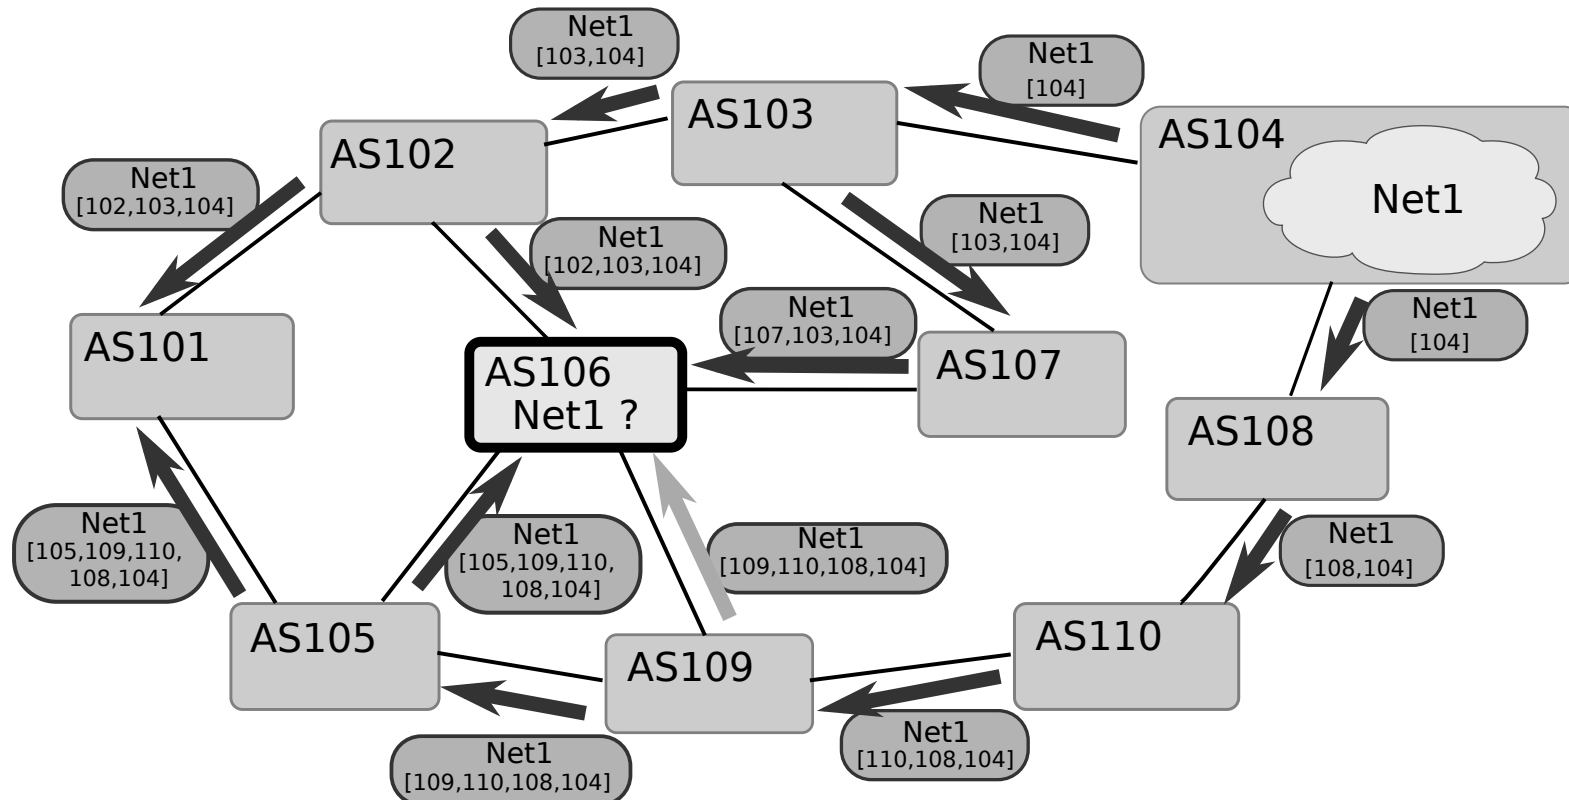 Net1
[103,104]
Net1
[104]
AS103
AS104
Net1
AS102
Net1
[102,103,104]
Net1
[102,103,104]
Net1
[103,104]
Net1
[107,103,104]
Net1
[104]
AS101
AS106
Net1 ?
AS107
AS108
Net1
[105,109,110,
108,104]
Net1
[105,109,110,
108,104]
Net1
[109,110,108,104]
Net1
[108,104]
AS105
AS109
AS110
Net1
[109,110,108,104]
Net1
[110,108,104]